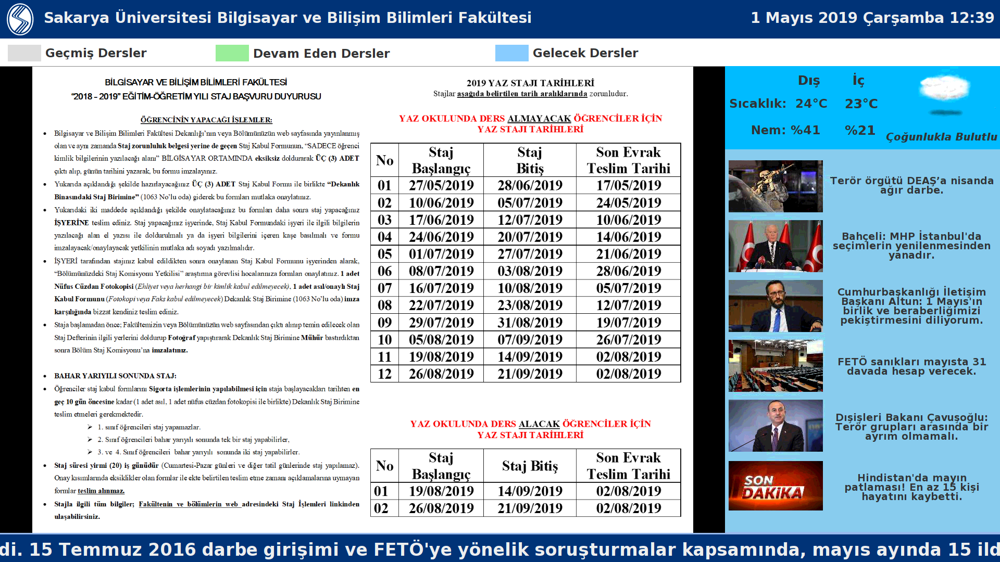 Sakarya Üniversitesi Bilgisayar ve Bilişim Bilimleri Fakültesi
1 Mayıs 2019 Çarşamba 12:39
Geçmiş Dersler
Devam Eden Dersler
Gelecek Dersler
BİLGİSAYAR VE BİLİŞİM BİLİMLERİ FAKÜLTESİ
“2018 – 2019” EĞİTİM-ÖĞRETİM YILI STAJ BAŞVURU DUYURUSU
ÖĞRENCİNİN YAPACAĞI İŞLEMLER:
• Bilgisayar ve Bilişim Bilimleri Fakültesi Dekanlığı’nın veya Bölümünüzün web sayfasında yayınlanmış
olan ve aynı zamanda Staj zorunluluk belgesi yerine de geçen Staj Kabul Formunun, “SADECE öğrenci
kimlik bilgilerinin yazılacağı alanı” BİLGİSAYAR ORTAMINDA eksiksiz doldurarak ÜÇ (3) ADET
çıktı alıp, günün tarihini yazarak, bu formu imzalayınız.
• Yukarıda açıklandığı şekilde hazırlayacağınız ÜÇ (3) ADET Staj Kabul Formu ile birlikte “Dekanlık
Binasındaki Staj Birimine” (1063 No’lu oda) giderek bu formları mutlaka onaylatınız.
• Yukarıdaki iki maddede açıklandığı şekilde onaylatacağınız bu formları daha sonra staj yapacağınız
İŞYERİNE teslim ediniz. Staj yapacağınız işyerinde, Staj Kabul Formundaki işyeri ile ilgili bilgilerin
yazılacağı alan el yazısı ile doldurulmalı ya da işyeri bilgilerini içeren kaşe basılmalı ve formu
imzalayacak/onaylayacak yetkilinin mutlaka adı soyadı yazılmalıdır.
• İŞYERİ tarafından stajınız kabul edildikten sonra onaylanan Staj Kabul Formunu işyerinden alarak,
“Bölümünüzdeki Staj Komisyonu Yetkilisi” araştırma görevlisi hocalarınıza formları onaylatınız. 1 adet
Nüfus Cüzdan Fotokopisi (Ehliyet veya herhangi bir kimlik kabul edilmeyecek), 1 adet asıl/onaylı Staj
Kabul Formunu (Fotokopi veya Faks kabul edilmeyecek) Dekanlık Staj Birimine (1063 No’lu oda) imza
karşılığında bizzat kendiniz teslim ediniz.
• Staja başlamadan önce; Fakültemizin veya Bölümünüzün web sayfasından çıktı alınıp temin edilecek olan
Staj Defterinin ilgili yerlerini doldurup Fotoğraf yapıştırarak Dekanlık Staj Birimine Mühür bastırdıktan
sonra Bölüm Staj Komisyonu’na imzalatınız.
• BAHAR YARIYILI SONUNDA STAJ:
• Öğrenciler staj kabul formlarını Sigorta işlemlerinin yapılabilmesi için staja başlayacakları tarihten en
geç 10 gün öncesine kadar (1 adet asıl, 1 adet nüfus cüzdan fotokopisi ile birlikte) Dekanlık Staj Birimine
teslim etmeleri gerekmektedir.
➢ 1. sınıf öğrencileri staj yapamazlar.
➢ 2. Sınıf öğrencileri bahar yarıyılı sonunda tek bir staj yapabilirler,
➢ 3. ve 4. Sınıf öğrencileri bahar yarıyılı sonunda iki staj yapabilirler.
• Staj süresi yirmi (20) iş günüdür (Cumartesi-Pazar günleri ve diğer tatil günlerinde staj yapılamaz).
Onay kısımlarında eksiklikler olan formlar ile ekte belirtilen teslim etme zamanı açıklamalarına uymayan
formlar teslim alınmaz.
• Stajla ilgili tüm bilgiler; Fakültenin ve bölümlerin web adresindeki Staj İşlemleri linkinden
ulaşabilirsiniz.
2019 YAZ STAJI TARİHLERİ
Stajlar aşağıda belirtilen tarih aralıklarında zorunludur.
YAZ OKULUNDA DERS ALMAYACAK ÖĞRENCİLER İÇİN
YAZ STAJI TARİHLERİ
No Staj Başlangıç Staj Bitiş Son Evrak Teslim Tarihi
01 27/05/2019 28/06/2019 17/05/2019
02 10/06/2019 05/07/2019 24/05/2019
03 17/06/2019 12/07/2019 10/06/2019
04 24/06/2019 20/07/2019 14/06/2019
05 01/07/2019 27/07/2019 21/06/2019
06 08/07/2019 03/08/2019 28/06/2019
07 16/07/2019 10/08/2019 05/07/2019
08 22/07/2019 23/08/2019 12/07/2019
09 29/07/2019 31/08/2019 19/07/2019
10 05/08/2019 07/09/2019 26/07/2019
11 19/08/2019 14/09/2019 02/08/2019
12 26/08/2019 21/09/2019 02/08/2019
YAZ OKULUNDA DERS ALACAK ÖĞRENCİLER İÇİN
YAZ STAJI TARİHLERİ
No Staj Başlangıç Staj Bitiş Son Evrak Teslim Tarihi
01 19/08/2019 14/09/2019 02/08/2019
02 26/08/2019 21/09/2019 02/08/2019
Dış İç
Sıcaklık: 24°C 23°C
Nem: %41 %21
Çoğunlukla Bulutlu
Terör örgütü DEAŞ’a nisanda
ağır darbe.
Bahçeli: MHP İstanbul'da
seçimlerin yenilenmesinden
yanadır.
Cumhurbaşkanlığı İletişim
Başkanı Altun: 1 Mayıs'ın
birlik ve beraberliğimizi
pekiştirmesini diliyorum.
FETÖ sanıkları mayısta 31
davada hesap verecek.
Dışişleri Bakanı Çavuşoğlu:
Terör grupları arasında bir
ayrım olmamalı.
SON
DAKİKA
Hindistan'da mayın
patlaması! En az 15 kişi
hayatını kaybetti.
di. 15 Temmuz 2016 darbe girişimi ve FETÖ'ye yönelik soruşturmalar kapsamında, mayıs ayında 15 ild